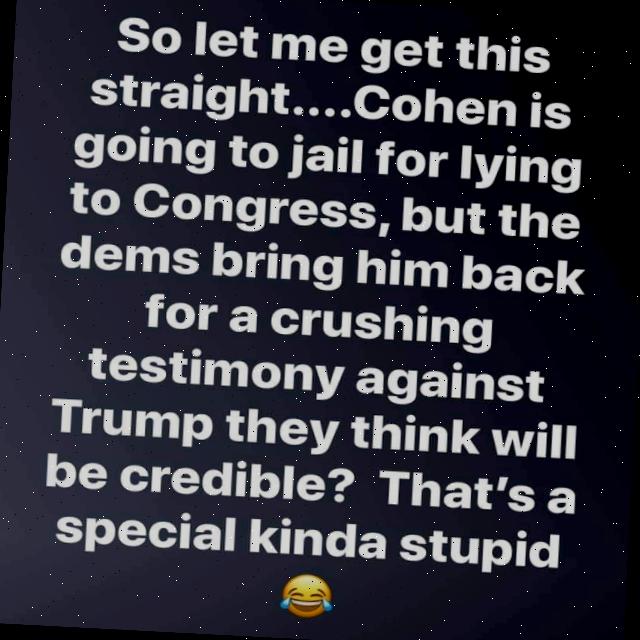 So let me get this
straight....Cohen is
going to jail for lying
to Congress, but the
dems bring him back
for a crushing
testimony against
Trump they think will
be credible?  That's a
special kinda stupid
😂